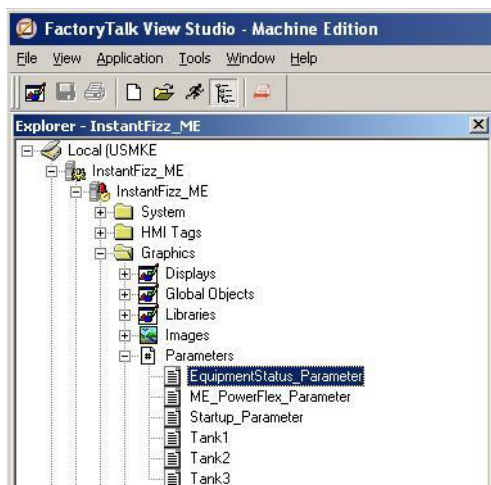 FactoryTalk View Studio - Machine Edition
File View Application Tools Window Help
Explorer - InstantFizz_ME
Local (USMKE
InstantFizz_ME
InstantFizz_ME
System
HMI Tags
Graphics
Displays
Global Objects
Libraries
Images
Parameters
EquipmentStatus_Parameter
ME_PowerFlex_Parameter
Startup_Parameter
Tank1
Tank2
Tank3